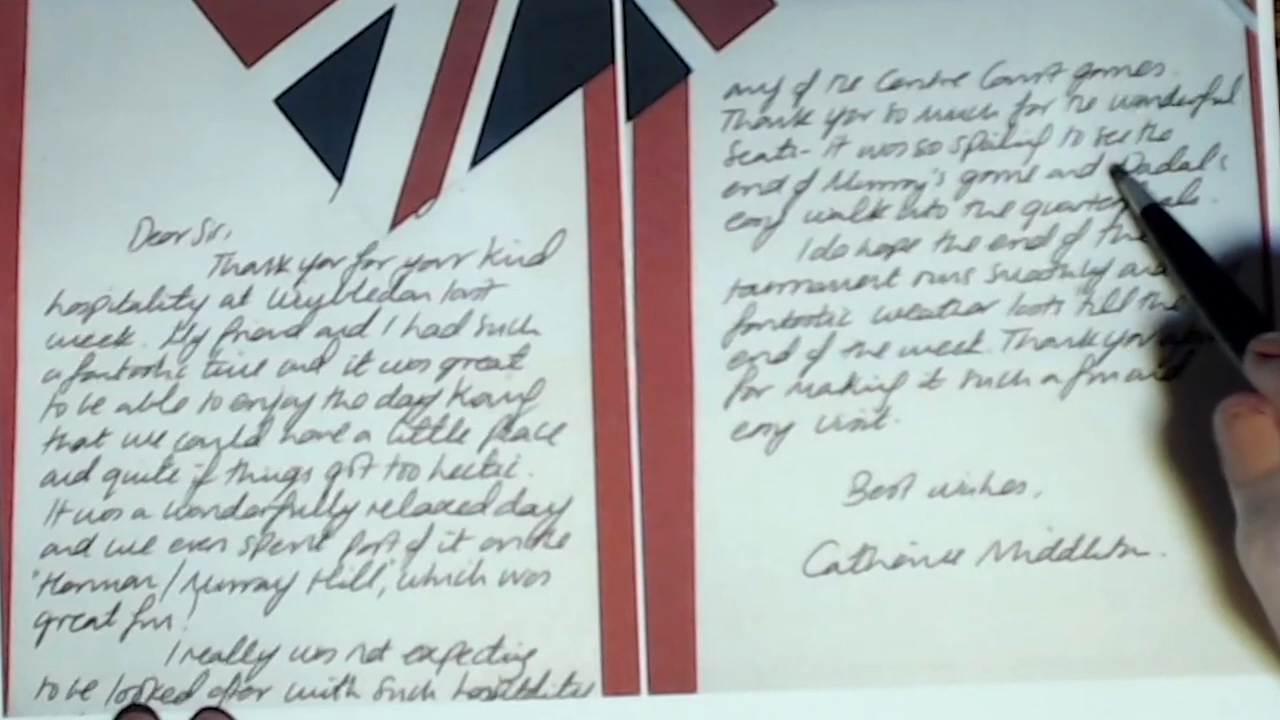 Dear Sir,
Thank you for your kind
hospitality at Wymbledon last
week. My friend and I had such
a fantastic time and it was great
to be able to enjoy the day
that we could have a little peace
and quite if things got too hectic.
It was a wonderfully relaxed day
and we even spent part of it on the
'Henman / Murray Hill', which was
great fun!
I really was not expecting
to be looked after with such
any of the Centre Court games.
Thank you so much for the wonderful
seats - it was so to see the
end of Murray's game and Nadal's
easy walk into the
I do hope the end of the
tournament runs smoothly and
fantastic weather lasts till the
end of the week. Thank you
for making it such a fun and
easy visit.
Best wishes,
Catherine Middleton.